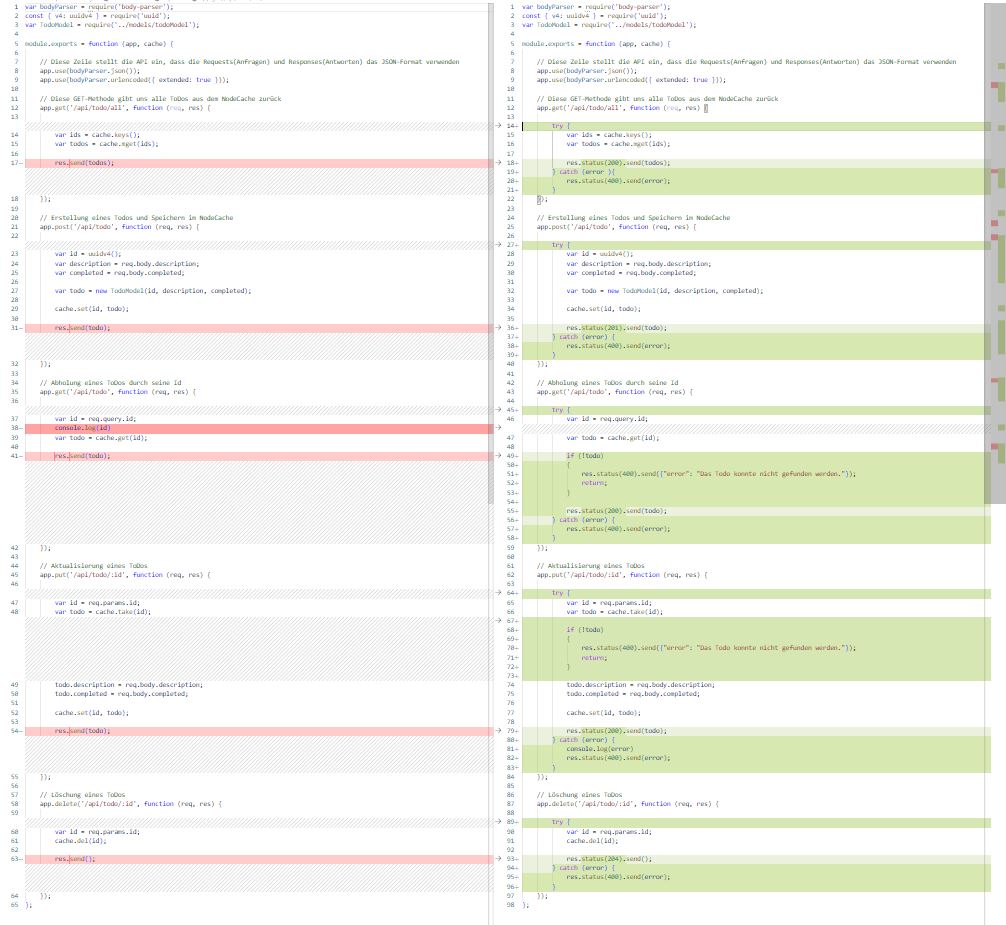 1 var bodyParser = require('body-parser');
2 const { v4: uuidv4 } = require('uuid');
3 var TodoModel = require('../models/todoModel');
4
5 module.exports = function (app, cache) {
6
7 // Diese Zeile stellt die API ein, dass die Requests(Anfragen) und Responses(Antworten) das JSON-Format verwenden
8 app.use(bodyParser.json());
9 app.use(bodyParser.urlencoded({ extended: true }));
10
11 // Diese GET-Methode gibt uns alle ToDos aus dem NodeCache zurück
12 app.get('/api/todo/all', function (req, res) {
13
14 var ids = cache.keys();
15 var todos = cache.mget(ids);
16
17- res.send(todos);
18 });
19
20 // Erstellung eines Todos und Speichern im NodeCache
21 app.post('/api/todo', function (req, res) {
22
23 var id = uuidv4();
24 var description = req.body.description;
25 var completed = req.body.completed;
26
27 var todo = new TodoModel(id, description, completed);
28
29 cache.set(id, todo);
30
31- res.send(todo);
32 });
33
34 // Abholung eines ToDos durch seine Id
35 app.get('/api/todo', function (req, res) {
36
37 var id = req.query.id;
38- console.log(id)
39 var todo = cache.get(id);
40
41- res.send(todo);
42 });
43
44 // Aktualisierung eines ToDos
45 app.put('/api/todo/:id', function (req, res) {
46
47 var id = req.params.id;
48 var todo = cache.take(id);
49 todo.description = req.body.description;
50 todo.completed = req.body.completed;
51
52 cache.set(id, todo);
53
54- res.send(todo);
55 });
56
57 // Löschung eines ToDos
58 app.delete('/api/todo/:id', function (req, res) {
59
60 var id = req.params.id;
61 cache.del(id);
62
63- res.send();
64 });
65 };
1 var bodyParser = require('body-parser');
2 const { v4: uuidv4 } = require('uuid');
3 var TodoModel = require('../models/todoModel');
4
5 module.exports = function (app, cache) {
6
7 // Diese Zeile stellt die API ein, dass die Requests(Anfragen) und Responses(Antworten) das JSON-Format verwenden
8 app.use(bodyParser.json());
9 app.use(bodyParser.urlencoded({ extended: true }));
10
11 // Diese GET-Methode gibt uns alle ToDos aus dem NodeCache zurück
12 app.get('/api/todo/all', function (req, res) {
13
14+ try {
15 var ids = cache.keys();
16 var todos = cache.mget(ids);
17
18+ res.status(200).send(todos);
19+ } catch (error ){
20+ res.status(400).send(error);
21+ }
22 });
23
24 // Erstellung eines Todos und Speichern im NodeCache
25 app.post('/api/todo', function (req, res) {
26
27+ try {
28 var id = uuidv4();
29 var description = req.body.description;
30 var completed = req.body.completed;
31
32 var todo = new TodoModel(id, description, completed);
33
34 cache.set(id, todo);
35
36+ res.status(201).send(todo);
37+ } catch (error) {
38+ res.status(400).send(error);
39+ }
40 });
41
42 // Abholung eines ToDos durch seine Id
43 app.get('/api/todo', function (req, res) {
44
45+ try {
46 var id = req.query.id;
47 var todo = cache.get(id);
48
49+ if (!todo)
50+ {
51+ res.status(400).send({"error": "Das Todo konnte nicht gefunden werden."});
52+ return;
53+ }
54+
55+ res.status(200).send(todo);
56+ } catch (error) {
57+ res.status(400).send(error);
58+ }
59 });
60
61 // Aktualisierung eines ToDos
62 app.put('/api/todo/:id', function (req, res) {
63
64+ try {
65 var id = req.params.id;
66 var todo = cache.take(id);
67+
68+ if (!todo)
69+ {
70+ res.status(400).send({"error": "Das Todo konnte nicht gefunden werden."});
71+ return;
72+ }
73+
74 todo.description = req.body.description;
75 todo.completed = req.body.completed;
76
77 cache.set(id, todo);
78
79+ res.status(200).send(todo);
80+ } catch (error) {
81+ console.log(error)
82+ res.status(400).send(error);
83+ }
84 });
85
86 // Löschung eines ToDos
87 app.delete('/api/todo/:id', function (req, res) {
88
89+ try {
90 var id = req.params.id;
91 cache.del(id);
92
93+ res.status(204).send();
94+ } catch (error) {
95+ res.status(400).send(error);
96+ }
97 });
98 };